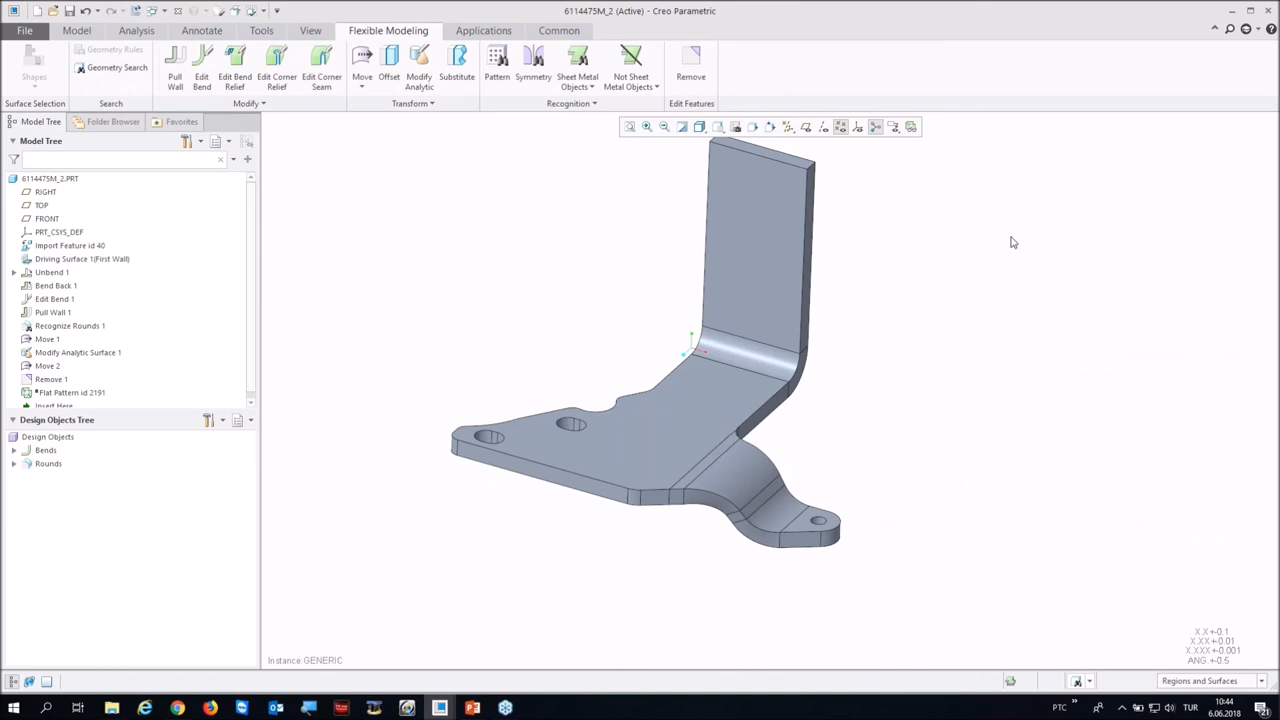 6114475M_2 (Active) - Creo Parametric
File Model Analysis Annotate Tools View Flexible Modeling Applications Common
Shapes
Geometry Rules
Geometry Search
Pull Wall
Edit Bend
Edit Bend Relief
Edit Corner Relief
Edit Corner Seam
Move
Offset
Modify Analytic
Substitute
Pattern
Symmetry
Sheet Metal Objects
Not Sheet Metal Objects
Remove
Surface Selection Search Modify Transform Recognition Edit Features
Model Tree Folder Browser Favorites
Model Tree
6114475M_2.PRT
RIGHT
TOP
FRONT
PRT_CSYS_DEF
Import Feature id 40
Driving Surface 1(First Wall)
Unbend 1
Bend Back 1
Edit Bend 1
Pull Wall 1
Recognize Rounds 1
Move 1
Modify Analytic Surface 1
Move 2
Remove 1
*Flat Pattern id 2191
Insert Here
Design Objects Tree
Design Objects
Bends
Rounds
X.X+-0.1
X.XX+-0.01
X.XXX+-0.001
ANG.+-0.5
Instance:GENERIC
Regions and Surfaces
PTC
TUR
10:44
6.06.2018
21